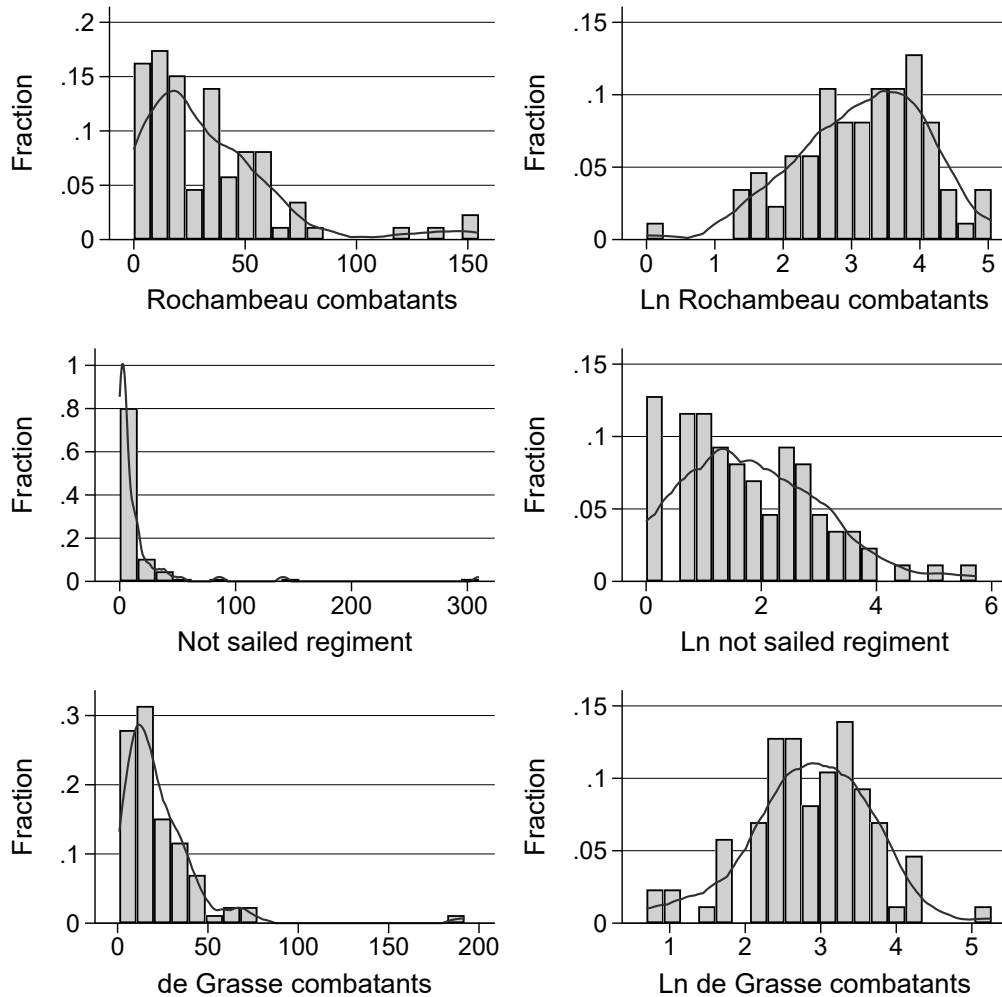 Fraction
.2
.15
.1
.05
0
0 50 100 150
Rochambeau combatants
Fraction
.15
.1
.05
0
0 1 2 3 4 5
Ln Rochambeau combatants
Fraction
1
.8
.6
.4
.2
0
0 100 200 300
Not sailed regiment
Fraction
.15
.1
.05
0
0 2 4 6
Ln not sailed regiment
Fraction
.3
.2
.1
0
0 50 100 150 200
de Grasse combatants
Fraction
.15
.1
.05
0
1 2 3 4 5
Ln de Grasse combatants